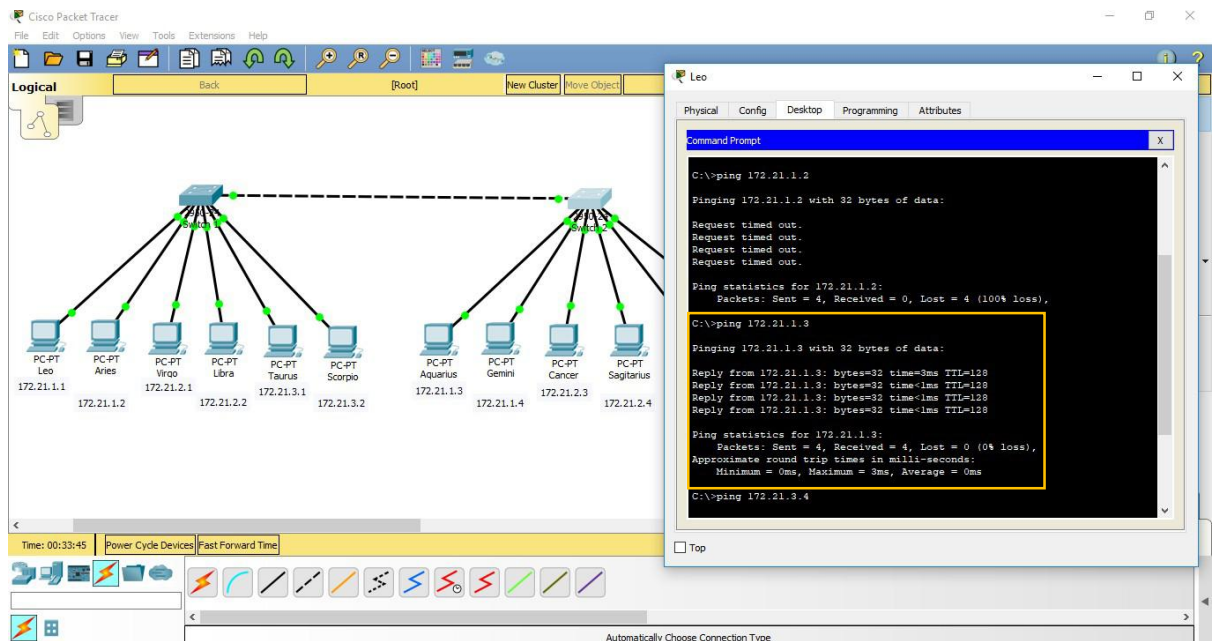 Cisco Packet Tracer
File Edit Options View Tools Extensions Help
Logical
Back
[Root]
New Cluster
Move Object
Switch 1
Switch 2
PC-PT
Leo
172.21.1.1
PC-PT
Aries
172.21.1.2
PC-PT
Virgo
172.21.2.1
PC-PT
Libra
172.21.2.2
PC-PT
Taurus
172.21.3.1
PC-PT
Scorpio
172.21.3.2
PC-PT
Aquarius
172.21.1.3
PC-PT
Gemini
172.21.1.4
PC-PT
Cancer
172.21.2.3
PC-PT
Sagitarius
172.21.2.4
Leo
Physical Config Desktop Programming Attributes
Command Prompt
X
C:\>ping 172.21.1.2
Pinging 172.21.1.2 with 32 bytes of data:
Request timed out.
Request timed out.
Request timed out.
Request timed out.
Ping statistics for 172.21.1.2:
Packets: Sent = 4, Received = 0, Lost = 4 (100% loss),
C:\>ping 172.21.1.3
Pinging 172.21.1.3 with 32 bytes of data:
Reply from 172.21.1.3: bytes=32 time=3ms TTL=128
Reply from 172.21.1.3: bytes=32 time<1ms TTL=128
Reply from 172.21.1.3: bytes=32 time<1ms TTL=128
Reply from 172.21.1.3: bytes=32 time<1ms TTL=128
Ping statistics for 172.21.1.3:
Packets: Sent = 4, Received = 4, Lost = 0 (0% loss),
Approximate round trip times in milli-seconds:
Minimum = 0ms, Maximum = 3ms, Average = 0ms
C:\>ping 172.21.3.4
Top
Time: 00:33:45
Power Cycle Devices
Fast Forward Time
Automatically Choose Connection Type